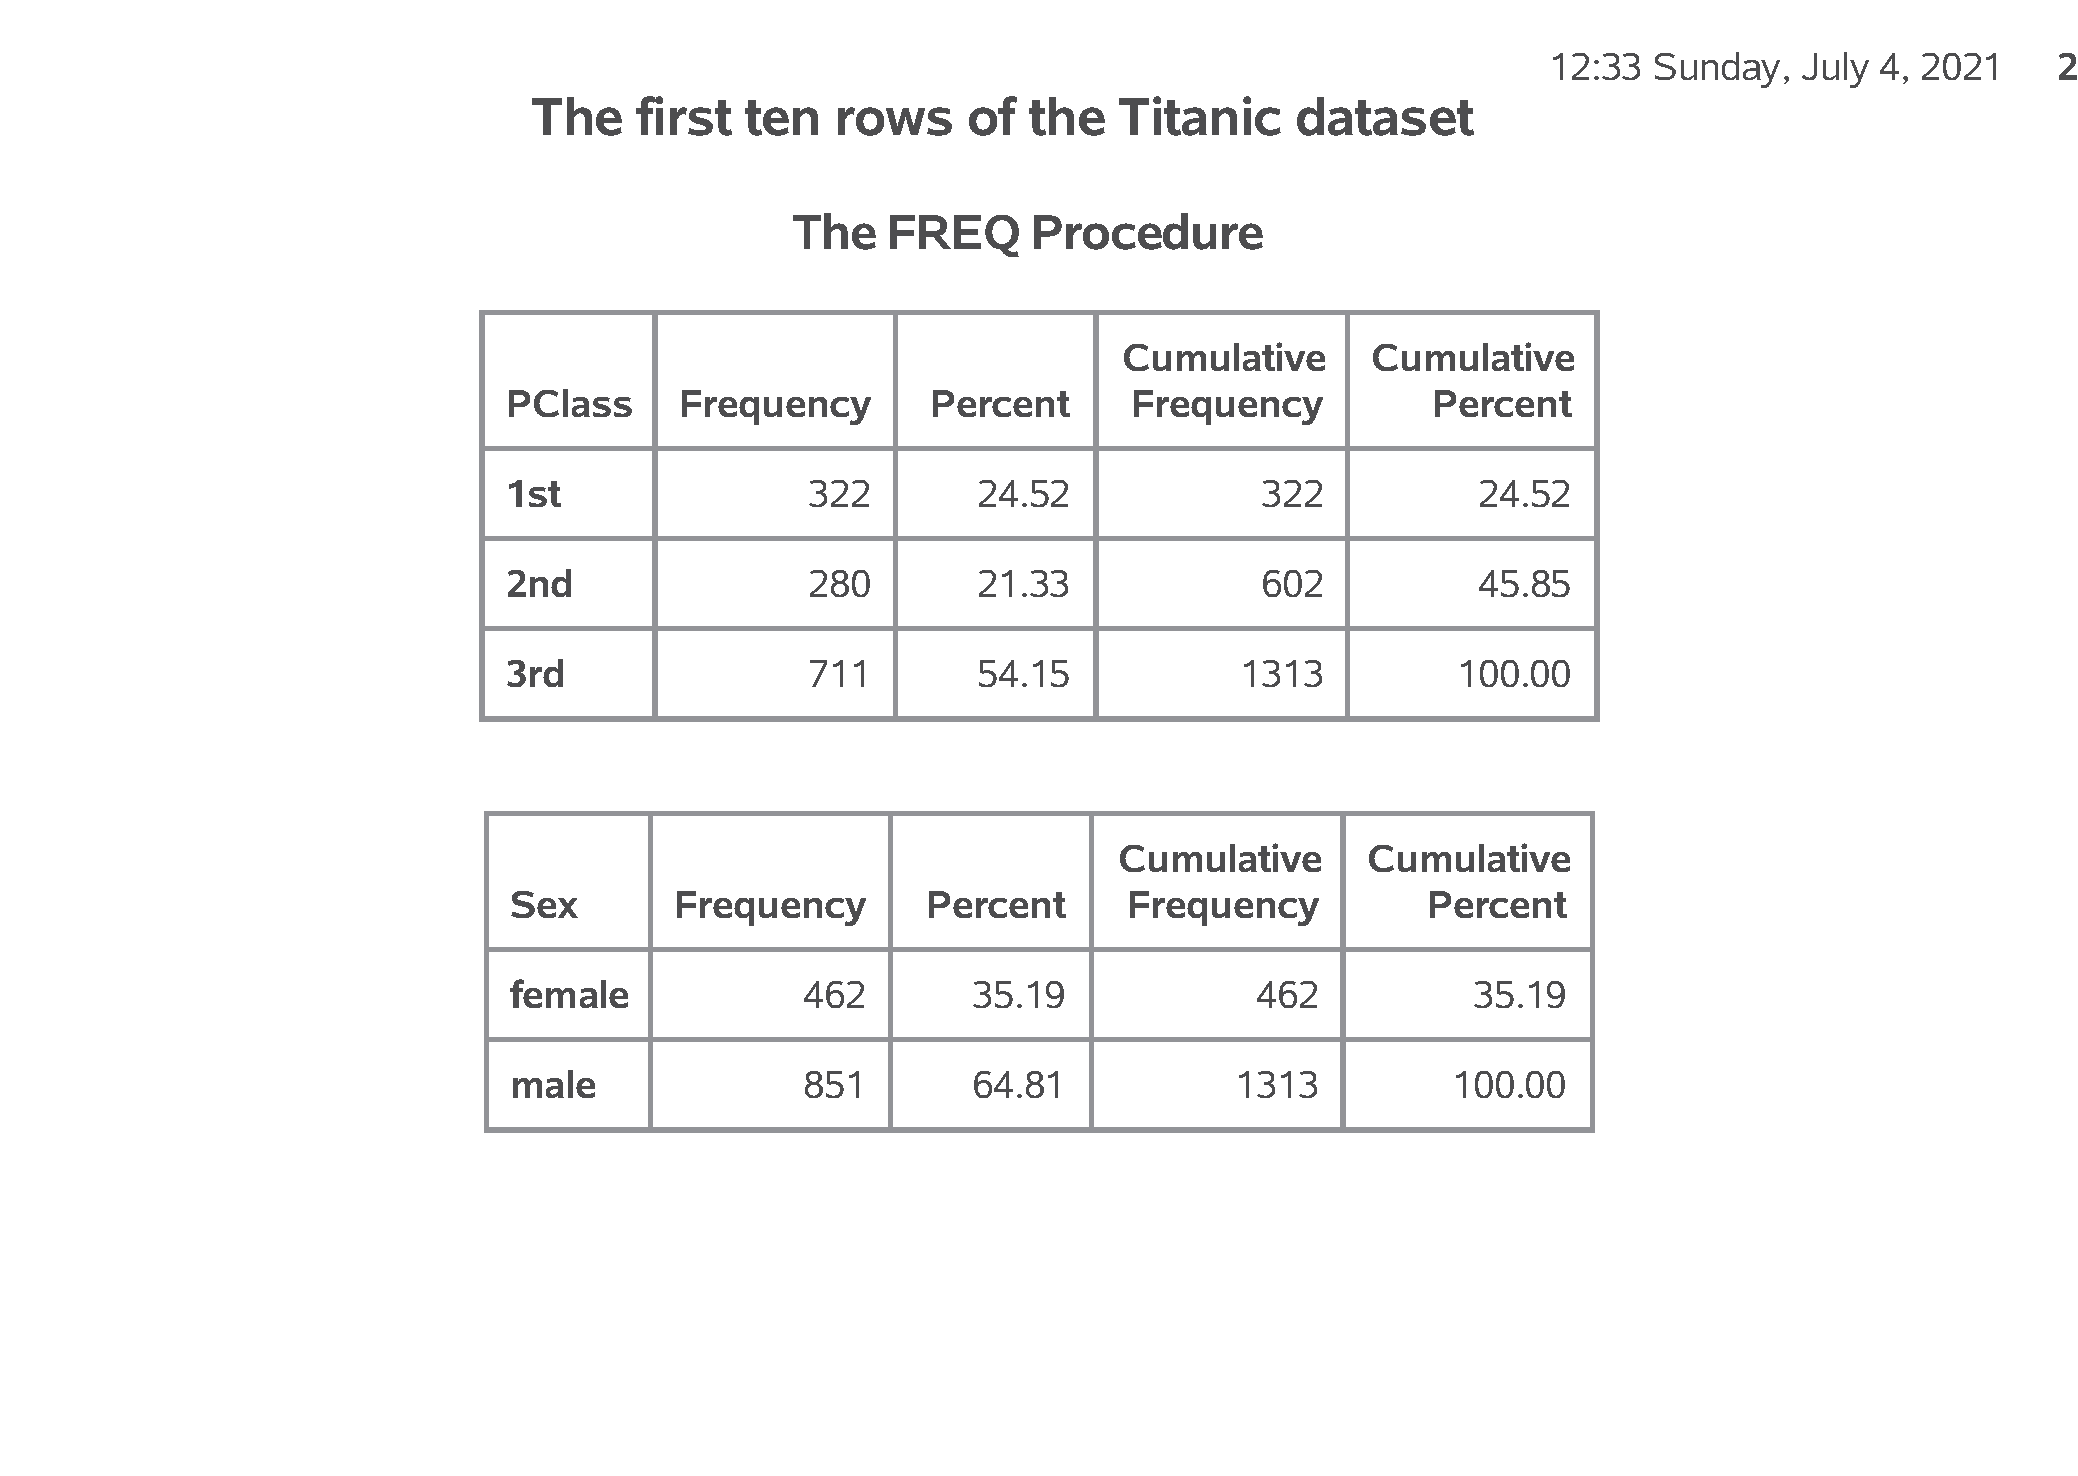 12:33 Sunday, July 4, 2021 2
The first ten rows of the Titanic dataset
The FREQ Procedure
Cumulative Cumulative
PClass Frequency Percent Frequency Percent
1st 322 24.52 322 24.52
2nd 280 21.33 602 45.85
3rd 711 54.15 1313 100.00
Cumulative Cumulative
Sex Frequency Percent Frequency Percent
female 462 35.19 462 35.19
male 851 64.81 1313 100.00